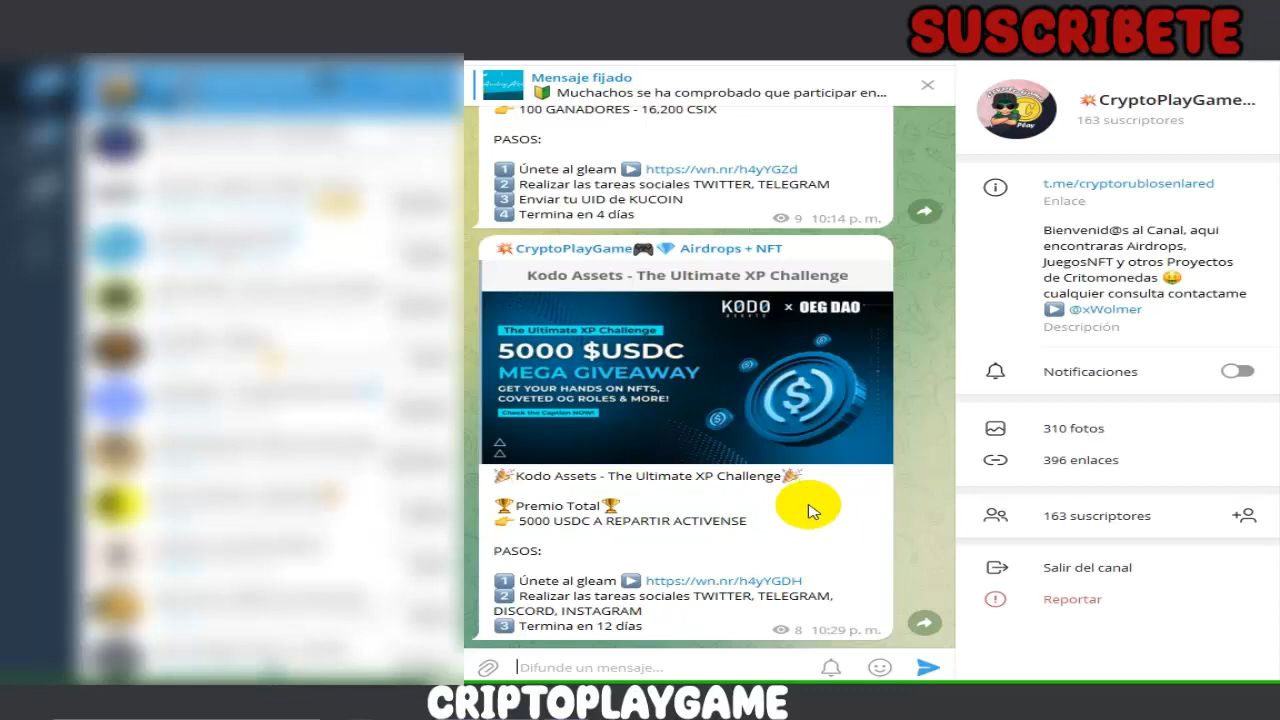 SUSCRIBETE
Mensaje fijado
🔰 Muchachos se ha comprobado que participar en...
👉 100 GANADORES - 16,200 CSIX
PASOS:
1️⃣ Únete al gleam ▶️ https://wn.nr/h4yYGZd
2️⃣ Realizar las tareas sociales TWITTER, TELEGRAM
3️⃣ Enviar tu UID de KUCOIN
4️⃣ Termina en 4 días
9 10:14 p. m.
💥CryptoPlayGame🎮💎 Airdrops + NFT
Kodo Assets - The Ultimate XP Challenge
KODO ASSETS × OEG DAO
The Ultimate XP Challenge
5000 $USDC
MEGA GIVEAWAY
GET YOUR HANDS ON NFTS,
COVETED OG ROLES & MORE!
Check the Caption NOW!
🎉Kodo Assets - The Ultimate XP Challenge🎉
🏆Premio Total🏆
👉 5000 USDC A REPARTIR ACTIVENSE
PASOS:
1️⃣ Únete al gleam ▶️ https://wn.nr/h4yYGDH
2️⃣ Realizar las tareas sociales TWITTER, TELEGRAM,
DISCORD, INSTAGRAM
3️⃣ Termina en 12 días
8 10:29 p. m.
Difunde un mensaje...
💥CryptoPlayGame...
163 suscriptores
t.me/cryptorublosenlared
Enlace
Bienvenid@s al Canal, aqui
encontraras Airdrops,
JuegosNFT y otros Proyectos
de Critomonedas 🤑
cualquier consulta contactame
▶️ @xWolmer
Descripción
Notificaciones
310 fotos
396 enlaces
163 suscriptores
Salir del canal
Reportar
CRIPTOPLAYGAME